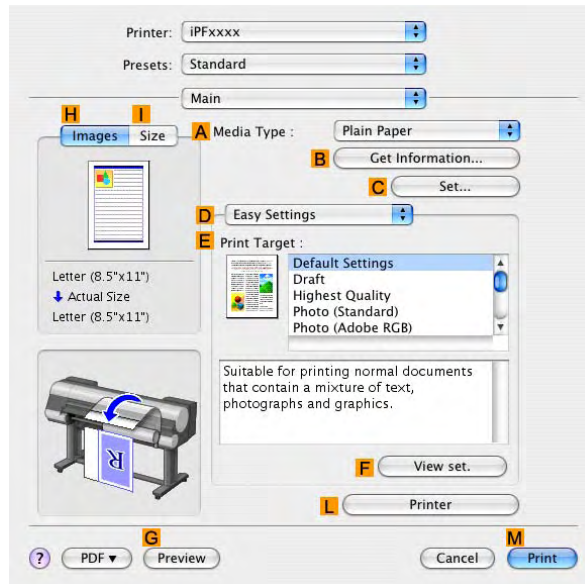 Printer: iPFxxxx
Presets: Standard
Main
H I
Images Size
A Media Type : Plain Paper
B Get Information...
C Set...
D Easy Settings
E Print Target :
Default Settings
Draft
Highest Quality
Photo (Standard)
Photo (Adobe RGB)
Letter (8.5"x11")
Actual Size
Letter (8.5"x11")
Suitable for printing normal documents
that contain a mixture of text,
photographs and graphics.
R
F View set.
L Printer
G M
? PDF▼ Preview Cancel Print